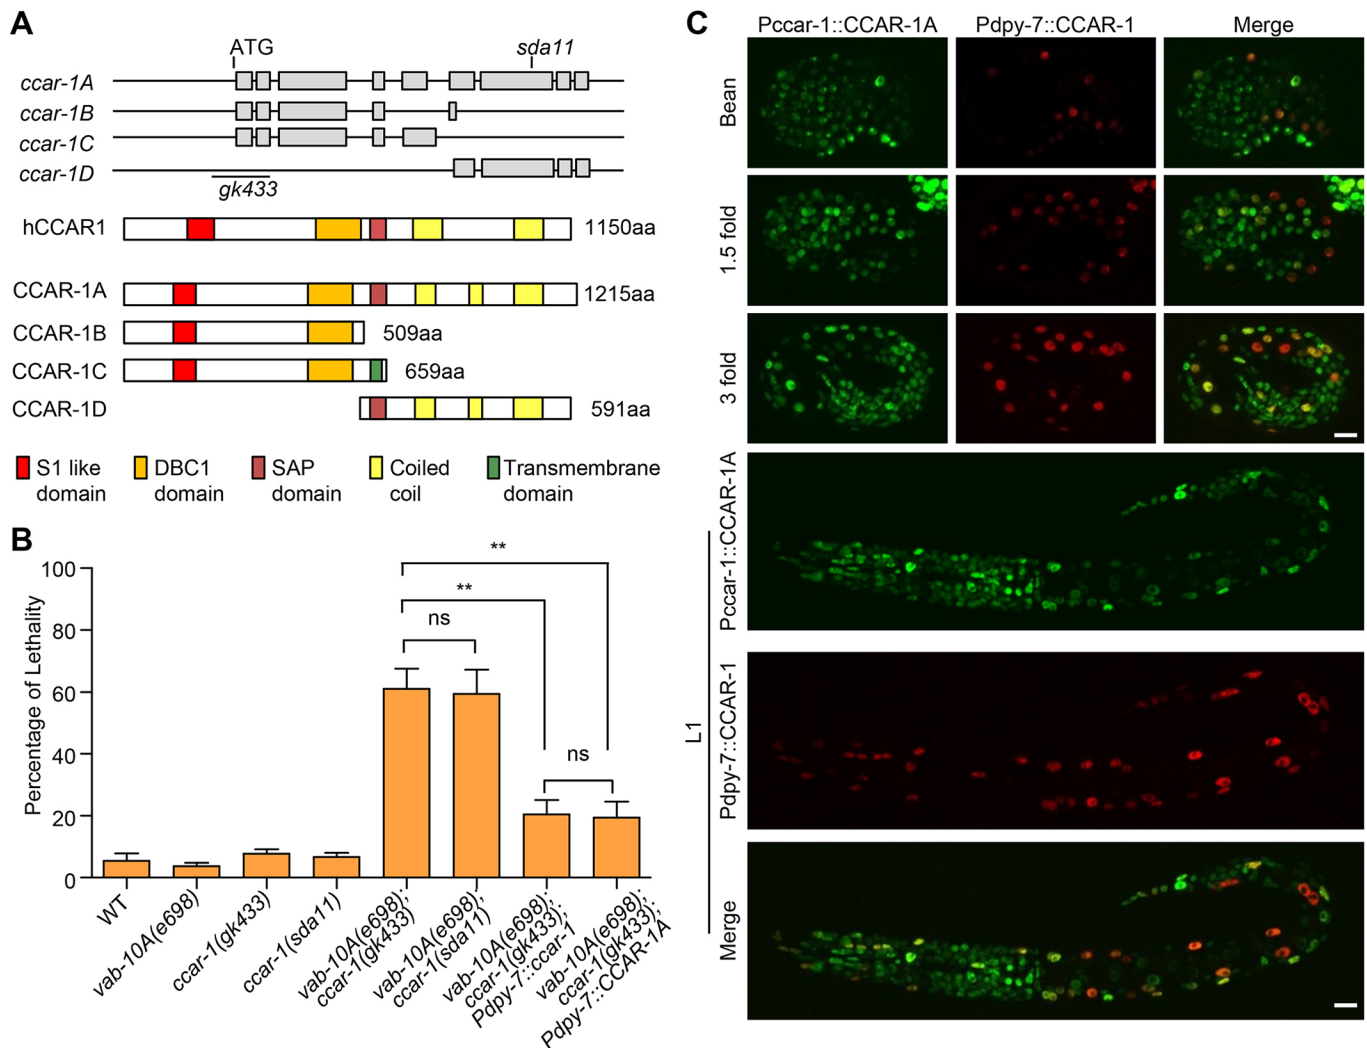 A
ATG
sda11
ccar-1A
ccar-1B
ccar-1C
ccar-1D
gk433
hCCAR1
1150aa
CCAR-1A
1215aa
CCAR-1B
509aa
CCAR-1C
659aa
CCAR-1D
591aa
S1 like domain
DBC1 domain
SAP domain
Coiled coil
Transmembrane domain
B
Percentage of Lethality
100
80
60
40
20
0
**
**
ns
ns
WT
vab-10A(e698)
ccar-1(gk433)
ccar-1(sda11)
vab-10A(e698);
ccar-1(gk433)
vab-10A(e698);
ccar-1(sda11)
vab-10A(e698);
ccar-1(gk433);
Pdpy-7::ccar-1
vab-10A(e698);
ccar-1(gk433);
Pdpy-7::CCAR-1A
C
Pccar-1::CCAR-1A
Pdpy-7::CCAR-1
Merge
Bean
1.5 fold
3 fold
L1
Pccar-1::CCAR-1A
Pdpy-7::CCAR-1
Merge